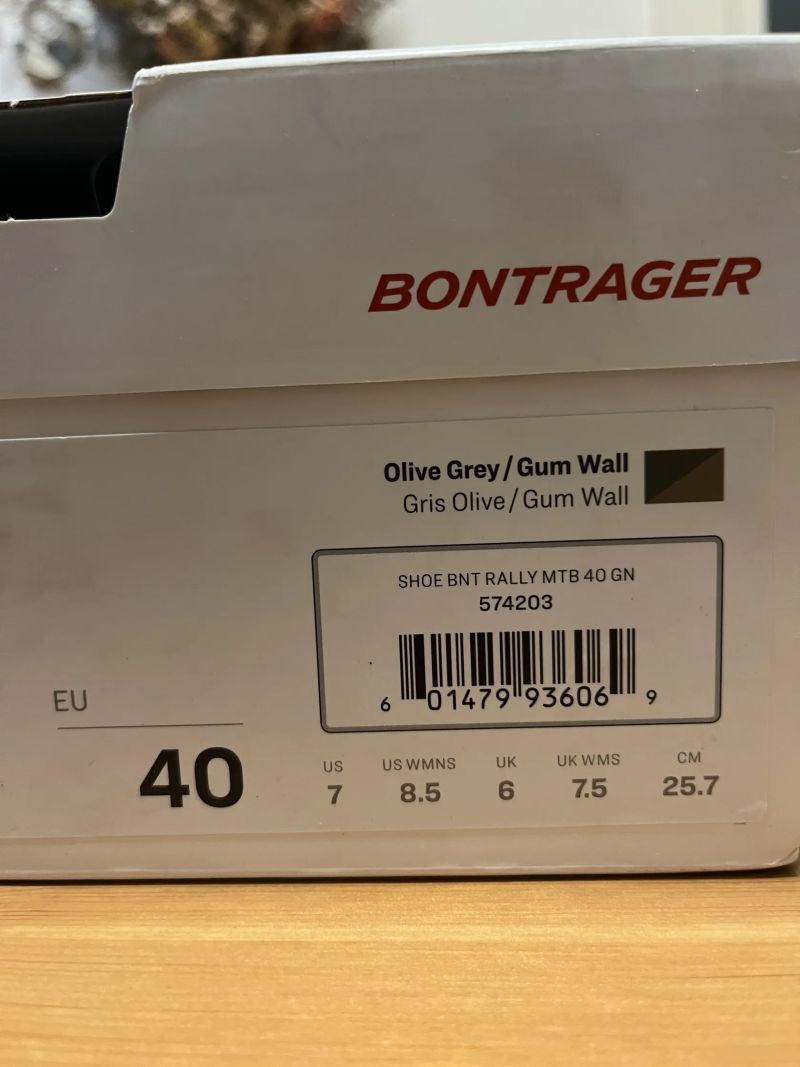 BONTRAGER
Olive Grey/Gum Wall
Gris Olive/Gum Wall
SHOE BNT RALLY MTB 40 GN
574203
6 01479 93606 9
EU
40
US US WMNS UK UK WMS CM
7 8.5 6 7.5 25.7